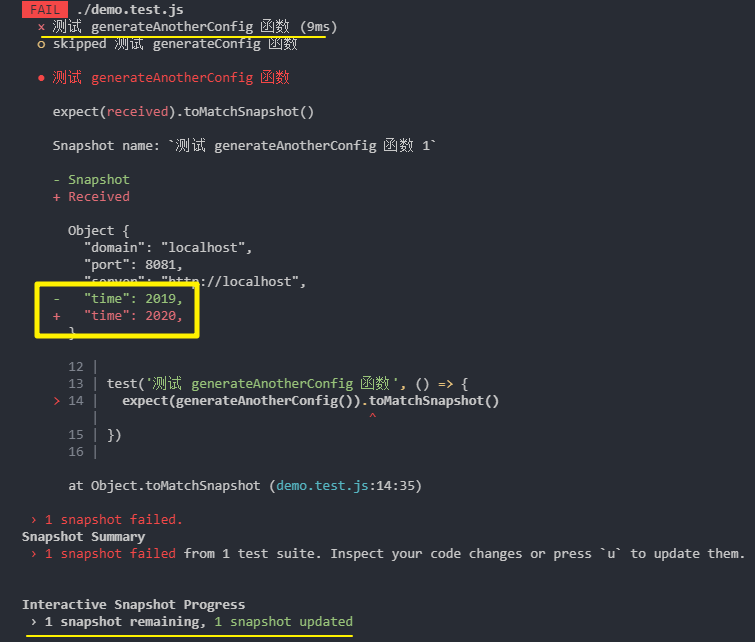 FAIL ./demo.test.js
× 测试 generateAnotherConfig 函数 (9ms)
○ skipped 测试 generateConfig 函数
● 测试 generateAnotherConfig 函数
expect(received).toMatchSnapshot()
Snapshot name: `测试 generateAnotherConfig 函数 1`
- Snapshot
+ Received
Object {
"domain": "localhost",
"port": 8081,
"server": "http://localhost",
- "time": 2019,
+ "time": 2020,
}
12 |
13 | test('测试 generateAnotherConfig 函数', () => {
> 14 | expect(generateAnotherConfig()).toMatchSnapshot()
| ^
15 | })
16 |
at Object.toMatchSnapshot (demo.test.js:14:35)
› 1 snapshot failed.
Snapshot Summary
› 1 snapshot failed from 1 test suite. Inspect your code changes or press `u` to update them.
Interactive Snapshot Progress
› 1 snapshot remaining, 1 snapshot updated